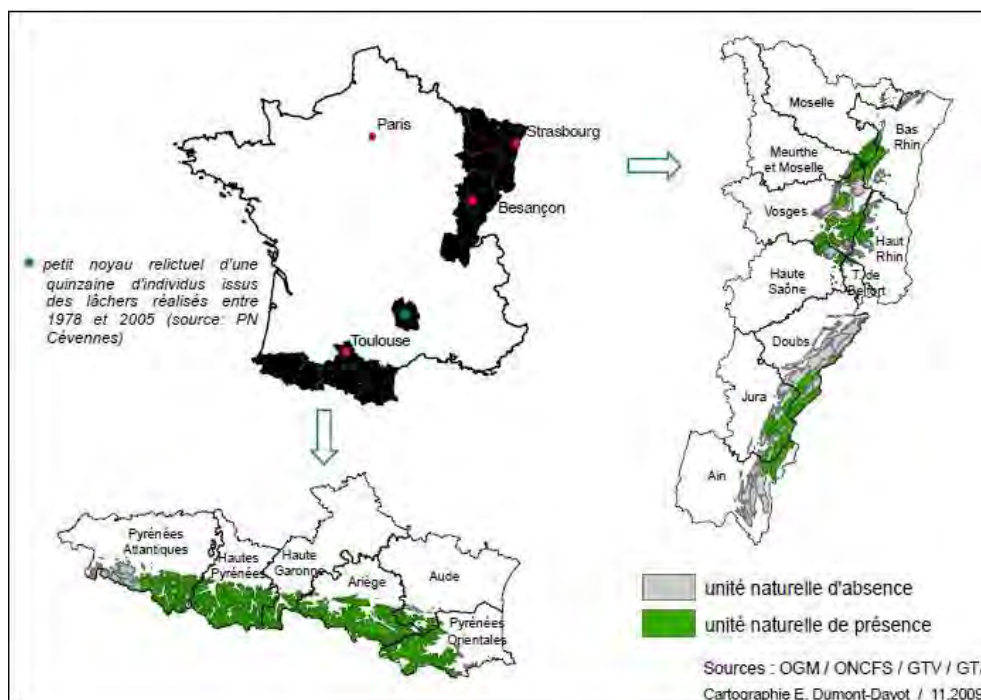 Paris
Strasbourg
Besançon
petit noyau relictuel d'une
quinzaine d'individus issus
des lâchers réalisés entre
1978 et 2005 (source: PN
Cévennes)
Toulouse
Moselle
Bas
Rhin
Meurthe
et Moselle
Vosges
Haut
Rhin
Haute
Saône
T. de
Belfort
Doubs
Jura
Ain
Pyrénées
Atlantiques
Hautes
Pyrénées
Haute
Garonne
Ariège
Aude
Pyrénées
Orientales
unité naturelle d'absence
unité naturelle de présence
Sources : OGM / ONCFS / GTV / GT
Cartographie E. Dumont-Dayot / 11.2009